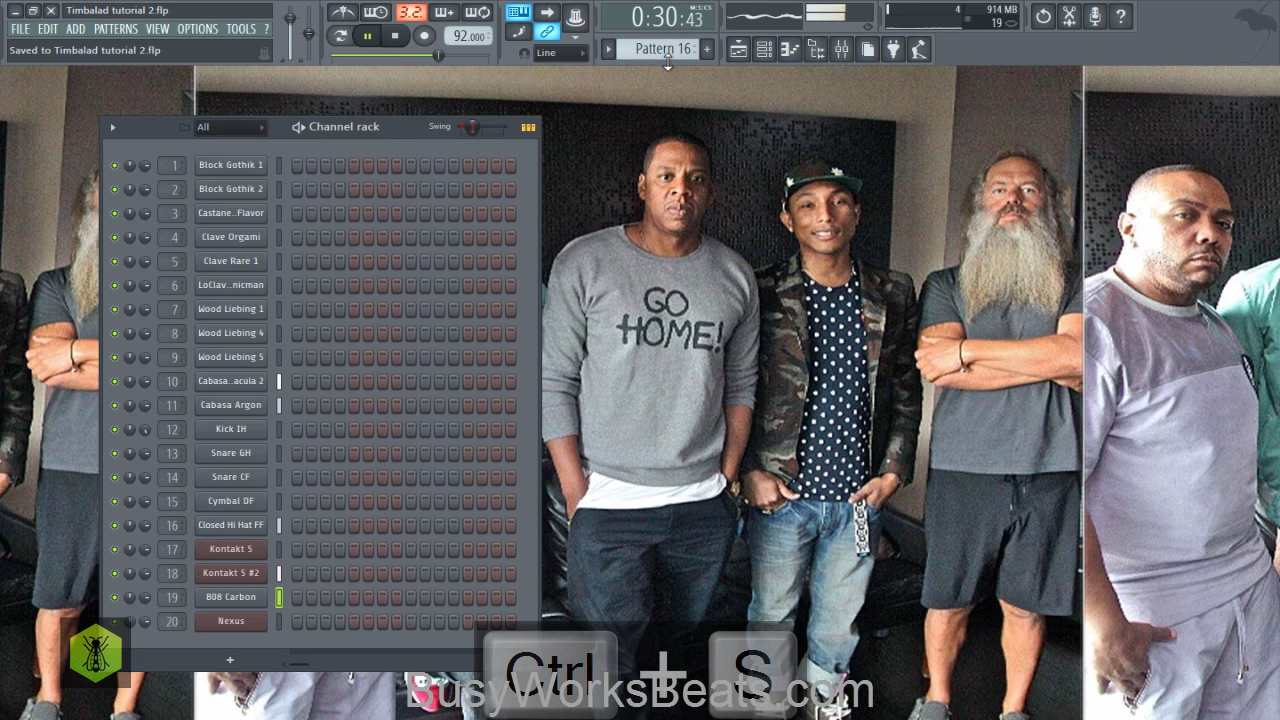 Timbalad tutorial 2.flp
FILE EDIT ADD PATTERNS VIEW OPTIONS TOOLS ?
Saved to Timbalad tutorial 2.flp
3.2
92.000
Line
0:30:43
M:S:CS
Pattern 16
4
914 MB
19
All
Channel rack
Swing
1 Block Gothik 1
2 Block Gothik 2
3 Castane..Flavor
4 Clave Orgami
5 Clave Rare 1
6 LoClav..nicman
7 Wood Liebing 1
8 Wood Liebing 4
9 Wood Liebing 5
10 Cabasa..acula 2
11 Cabasa Argon
12 Kick IH
13 Snare GH
14 Snare CF
15 Cymbal DF
16 Closed Hi Hat FF
17 Kontakt 5
18 Kontakt 5 #2
19 808 Carbon
20 Nexus
GO
HOME!
Ctrl + S
BusyWorksBeats.com